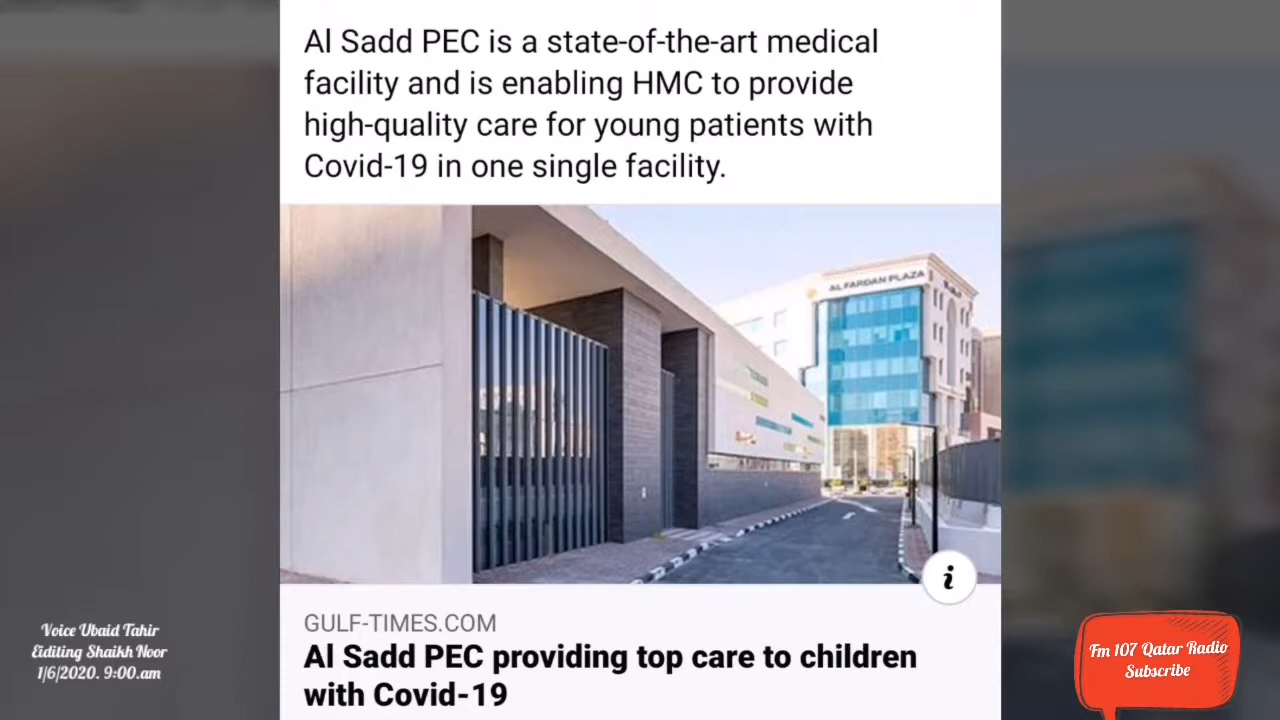 Al Sadd PEC is a state-of-the-art medical
facility and is enabling HMC to provide
high-quality care for young patients with
Covid-19 in one single facility.
AL FARDAN PLAZA
i
GULF-TIMES.COM
Al Sadd PEC providing top care to children
with Covid-19
Voice Ubaid Tahir
Eiditing Shaikh Noor
1/6/2020. 9:00.am
Fm 107 Qatar Radio
Subscribe